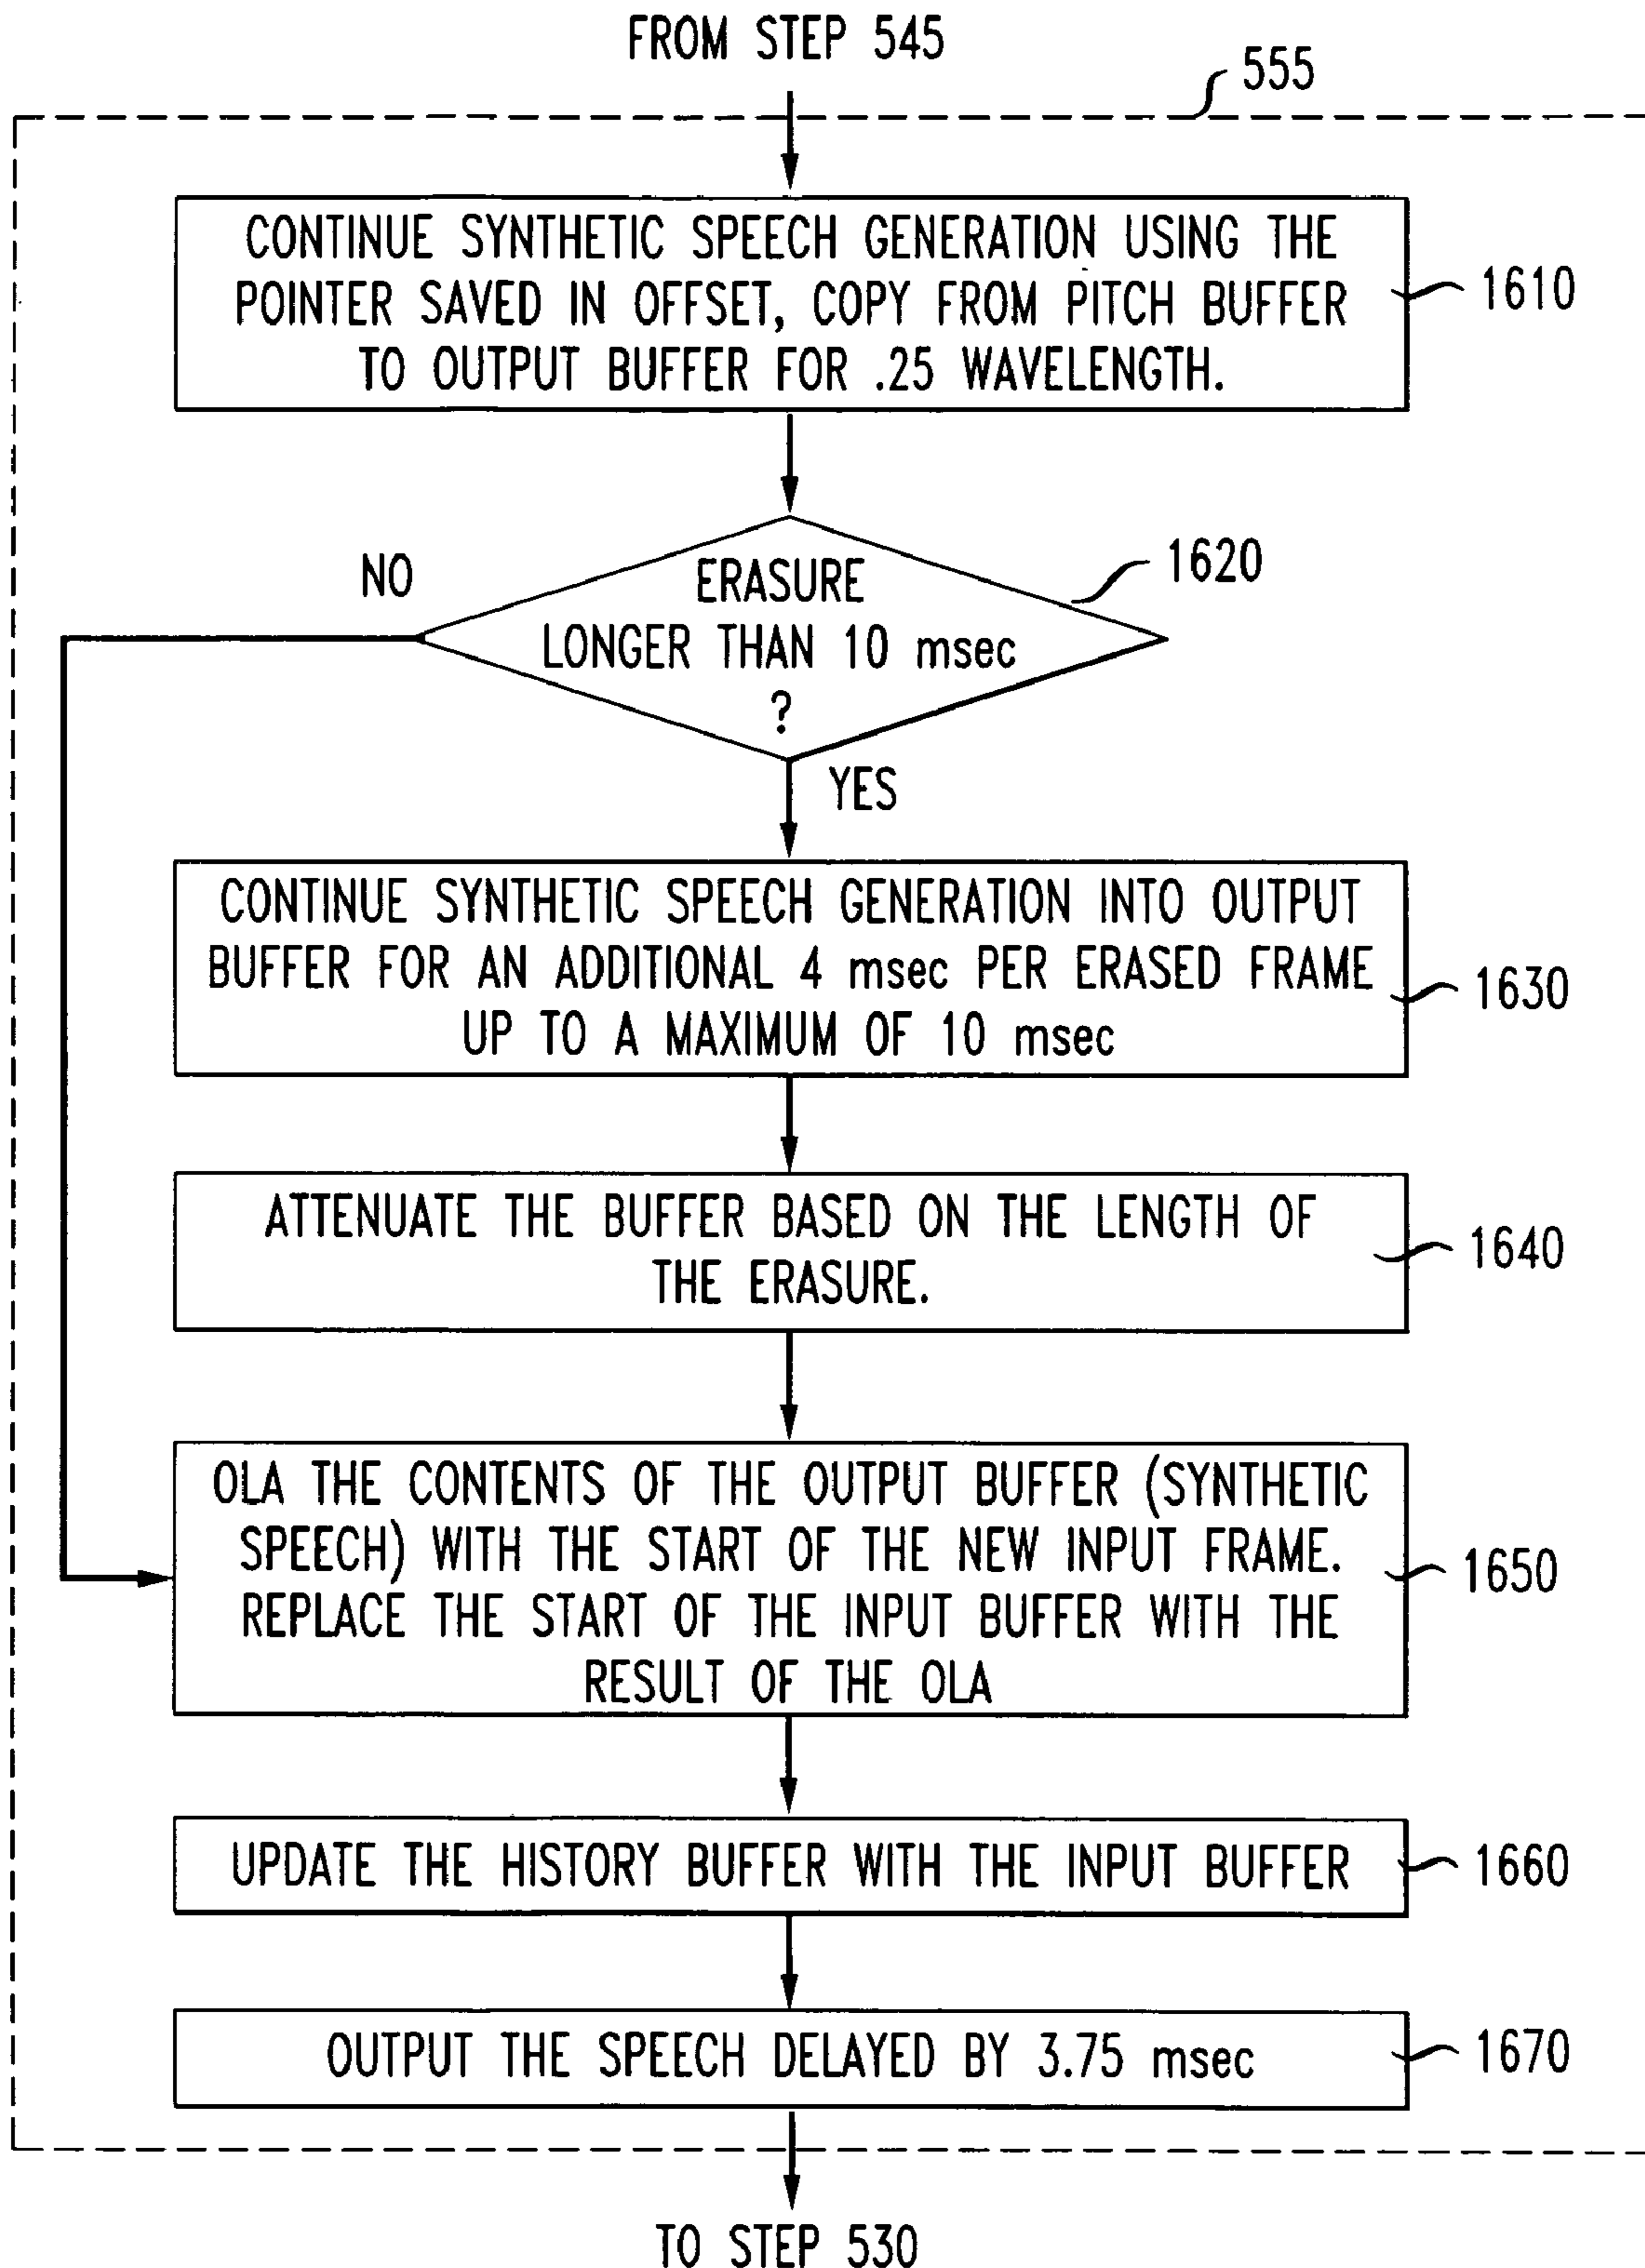 FROM STEP 545
555
CONTINUE SYNTHETIC SPEECH GENERATION USING THE
POINTER SAVED IN OFFSET, COPY FROM PITCH BUFFER
TO OUTPUT BUFFER FOR .25 WAVELENGTH.
1610
NO
ERASURE
LONGER THAN 10 msec
?
1620
YES
CONTINUE SYNTHETIC SPEECH GENERATION INTO OUTPUT
BUFFER FOR AN ADDITIONAL 4 msec PER ERASED FRAME
UP TO A MAXIMUM OF 10 msec
1630
ATTENUATE THE BUFFER BASED ON THE LENGTH OF
THE ERASURE.
1640
OLA THE CONTENTS OF THE OUTPUT BUFFER (SYNTHETIC
SPEECH) WITH THE START OF THE NEW INPUT FRAME.
REPLACE THE START OF THE INPUT BUFFER WITH THE
RESULT OF THE OLA
1650
UPDATE THE HISTORY BUFFER WITH THE INPUT BUFFER
1660
OUTPUT THE SPEECH DELAYED BY 3.75 msec
1670
TO STEP 530